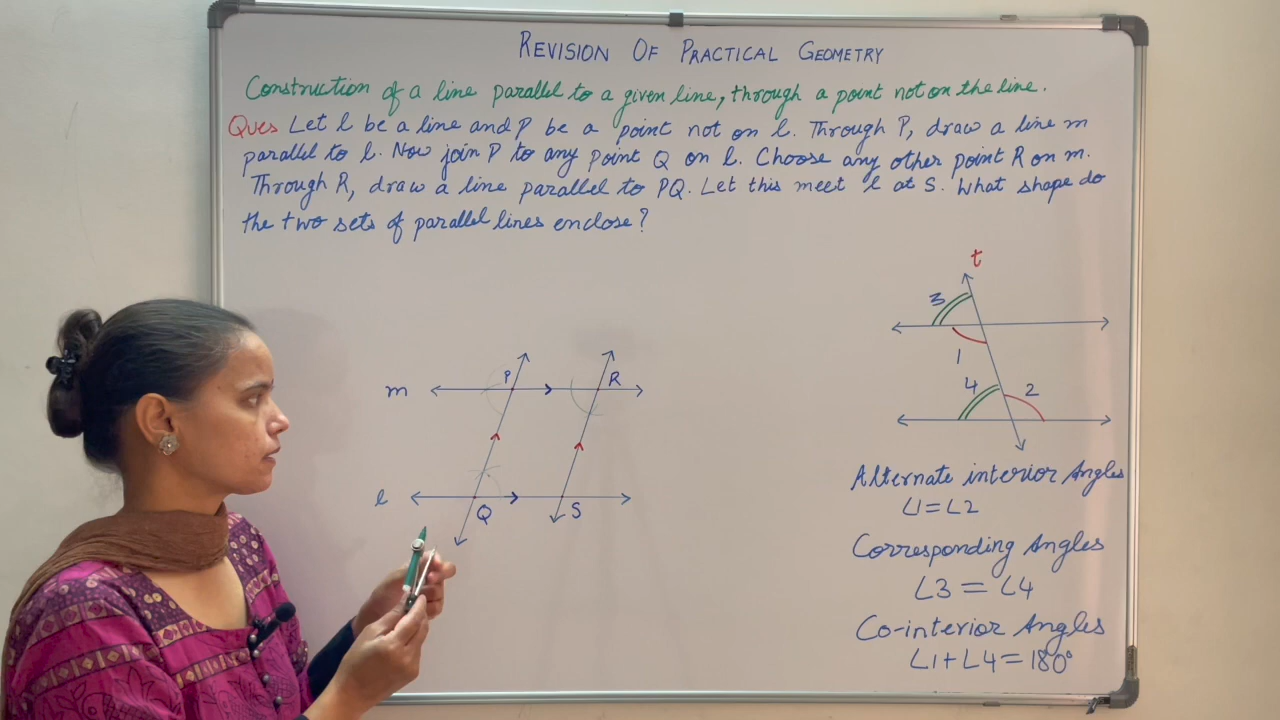 REVISION OF PRACTICAL GEOMETRY
Construction of a line parallel to a given line, through a point not on the line.
Ques Let l be a line and P be a point not on l. Through P, draw a line m
parallel to l. Now join P to any point Q on l. Choose any other point R on m.
Through R, draw a line parallel to PQ. Let this meet l at S. What shape do
the two sets of parallel lines enclose?
t
3
1
4 2
P R
m
l
Q S
Alternate interior Angles
∠1=∠2
Corresponding Angles
∠3 = ∠4
Co-interior Angles
∠1+∠4=180°